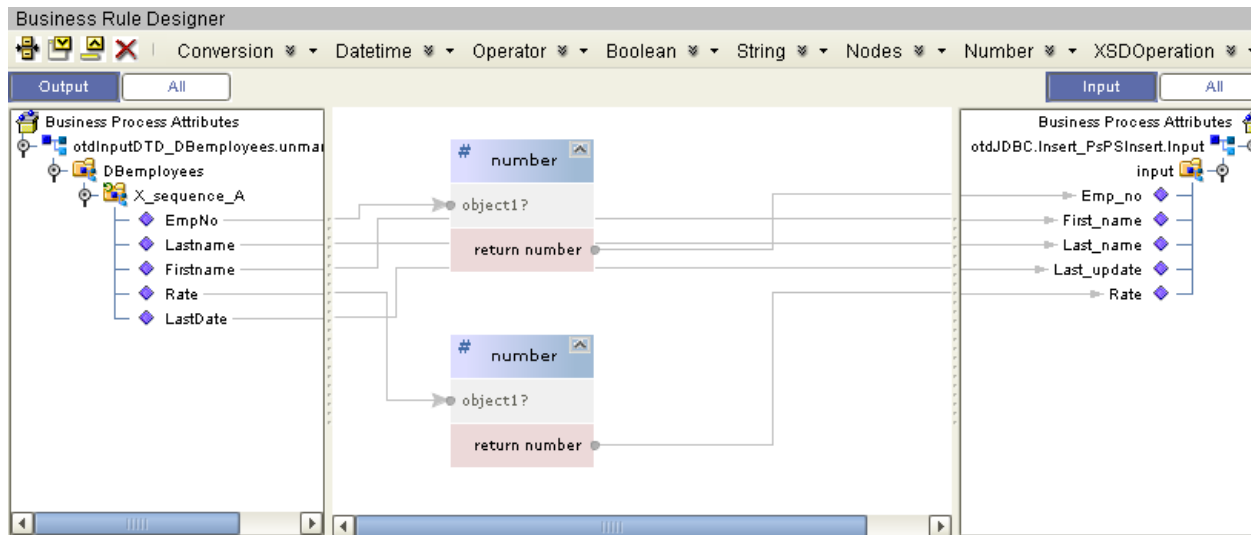 Business Rule Designer
Conversion Datetime Operator Boolean String Nodes Number XSDOperation
Output All Input All
Business Process Attributes
otdInputDTD_DBemployees.unmar
DBemployees
X_sequence_A
EmpNo
Lastname
Firstname
Rate
LastDate
# number
object1?
return number
# number
object1?
return number
Business Process Attributes
otdJDBC.Insert_PsPSInsert.Input
input
Emp_no
First_name
Last_name
Last_update
Rate